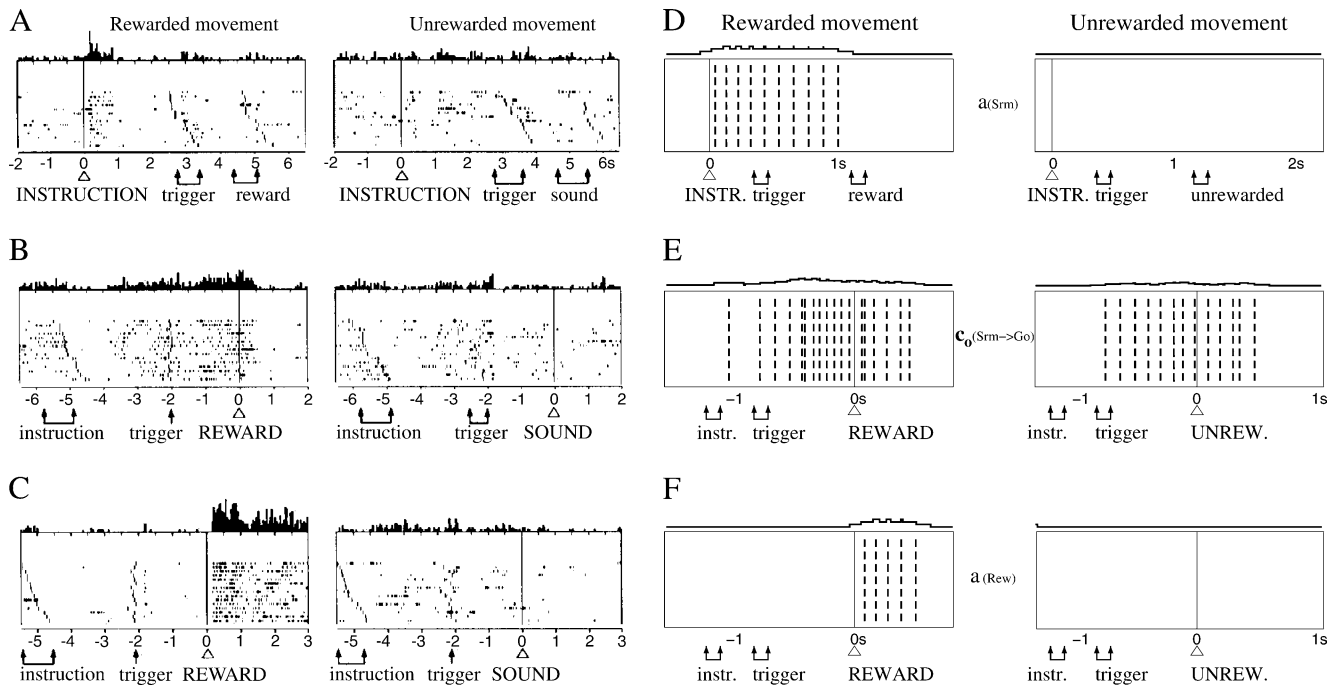 A Rewarded movement Unrewarded movement
-2 -1 0 1 2 3 4 5 6
-2 -1 0 1 2 3 4 5 6s
INSTRUCTION trigger reward
INSTRUCTION trigger sound
B
-6 -5 -4 -3 -2 -1 0 1 2
-6 -5 -4 -3 -2 -1 0 1 2
instruction trigger REWARD
instruction trigger SOUND
C
-5 -4 -3 -2 -1 0 1 2 3
-5 -4 -3 -2 -1 0 1 2 3
instruction trigger REWARD
instruction trigger SOUND
D Rewarded movement Unrewarded movement
a(Srm)
0 1s
0 1 2s
INSTR. trigger reward
INSTR. trigger unrewarded
E
co(Srm->Go)
-1 0s
-1 0 1s
instr. trigger REWARD
instr. trigger UNREW.
F
a (Rew)
-1 0s
-1 0 1s
instr. trigger REWARD
instr. trigger UNREW.